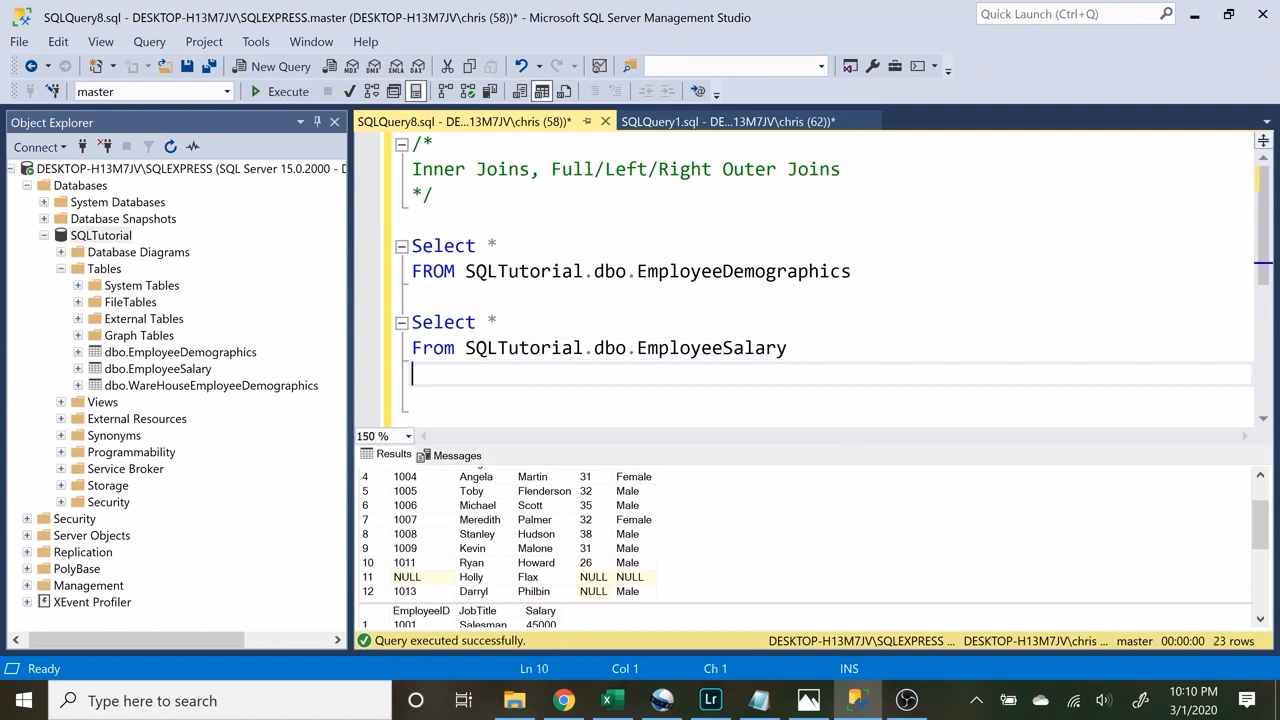 SQLQuery8.sql - DESKTOP-H13M7JV\SQLEXPRESS.master (DESKTOP-H13M7JV\chris (58))* - Microsoft SQL Server Management Studio
Quick Launch (Ctrl+Q)
File Edit View Query Project Tools Window Help
New Query
master Execute
Object Explorer
SQLQuery8.sql - DE...13M7JV\chris (58))* SQLQuery1.sql - DE...13M7JV\chris (62))*
Connect
DESKTOP-H13M7JV\SQLEXPRESS (SQL Server 15.0.2000 - D
Databases
System Databases
Database Snapshots
SQLTutorial
Database Diagrams
Tables
System Tables
FileTables
External Tables
Graph Tables
dbo.EmployeeDemographics
dbo.EmployeeSalary
dbo.WareHouseEmployeeDemographics
Views
External Resources
Synonyms
Programmability
Service Broker
Storage
Security
Security
Server Objects
Replication
PolyBase
Management
XEvent Profiler
/*
Inner Joins, Full/Left/Right Outer Joins
*/
Select *
FROM SQLTutorial.dbo.EmployeeDemographics
Select *
From SQLTutorial.dbo.EmployeeSalary
150 %
Results Messages
4 1004 Angela Martin 31 Female
5 1005 Toby Flenderson 32 Male
6 1006 Michael Scott 35 Male
7 1007 Meredith Palmer 32 Female
8 1008 Stanley Hudson 38 Male
9 1009 Kevin Malone 31 Male
10 1011 Ryan Howard 26 Male
11 NULL Holly Flax NULL NULL
12 1013 Darryl Philbin NULL Male
EmployeeID JobTitle Salary
1 1001 Salesman 45000
Query executed successfully. DESKTOP-H13M7JV\SQLEXPRESS ... DESKTOP-H13M7JV\chris ... master 00:00:00 23 rows
Ready Ln 10 Col 1 Ch 1 INS
Type here to search
10:10 PM
3/1/2020